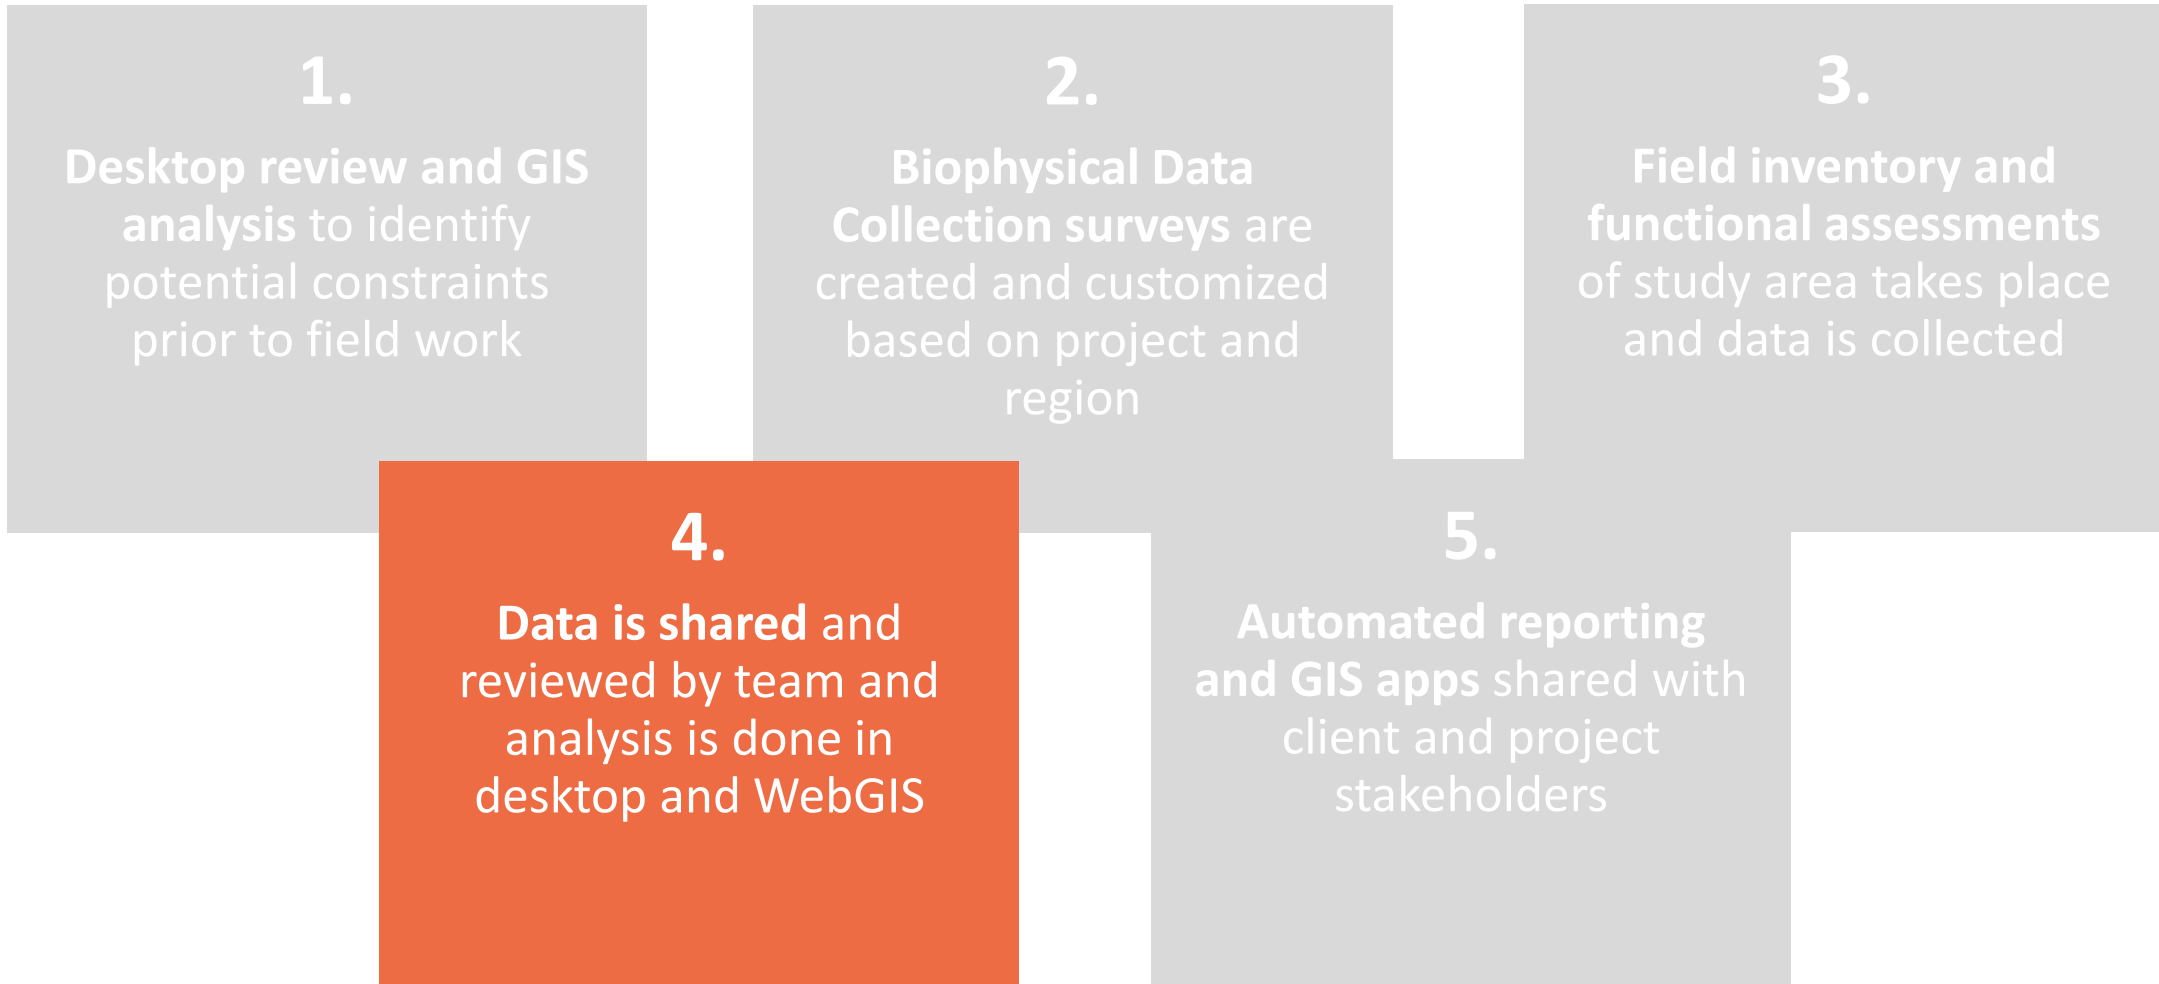 1.
Desktop review and GIS
analysis to identify
potential constraints
prior to field work
2.
Biophysical Data
Collection surveys are
created and customized
based on project and
region
3.
Field inventory and
functional assessments
of study area takes place
and data is collected
4.
Data is shared and
reviewed by team and
analysis is done in
desktop and WebGIS
5.
Automated reporting
and GIS apps shared with
client and project
stakeholders